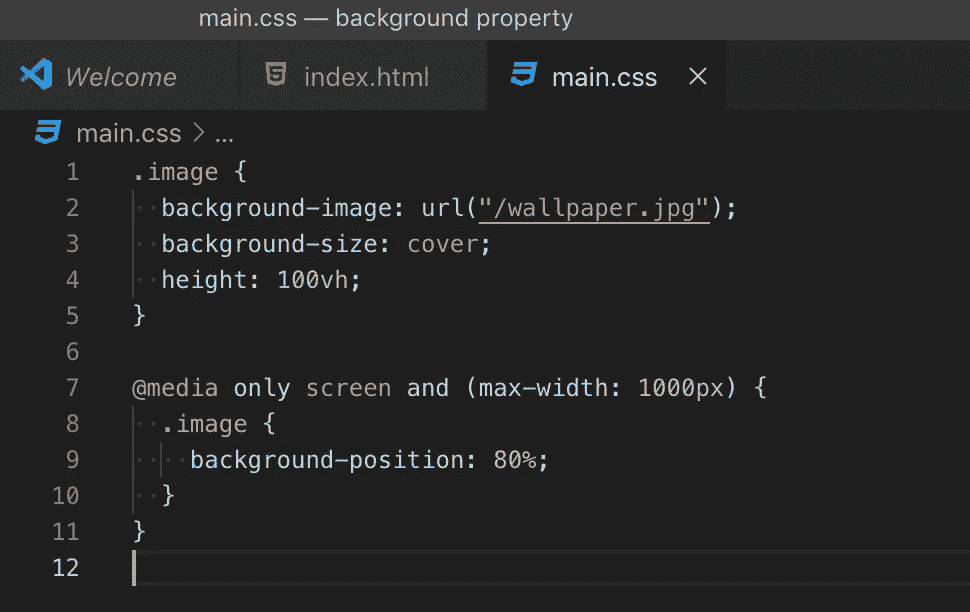 main.css — background property
Welcome index.html main.css ×
main.css > ...
1 .image {
2 background-image: url("/wallpaper.jpg");
3 background-size: cover;
4 height: 100vh;
5 }
6
7 @media only screen and (max-width: 1000px) {
8 .image {
9 background-position: 80%;
10 }
11 }
12